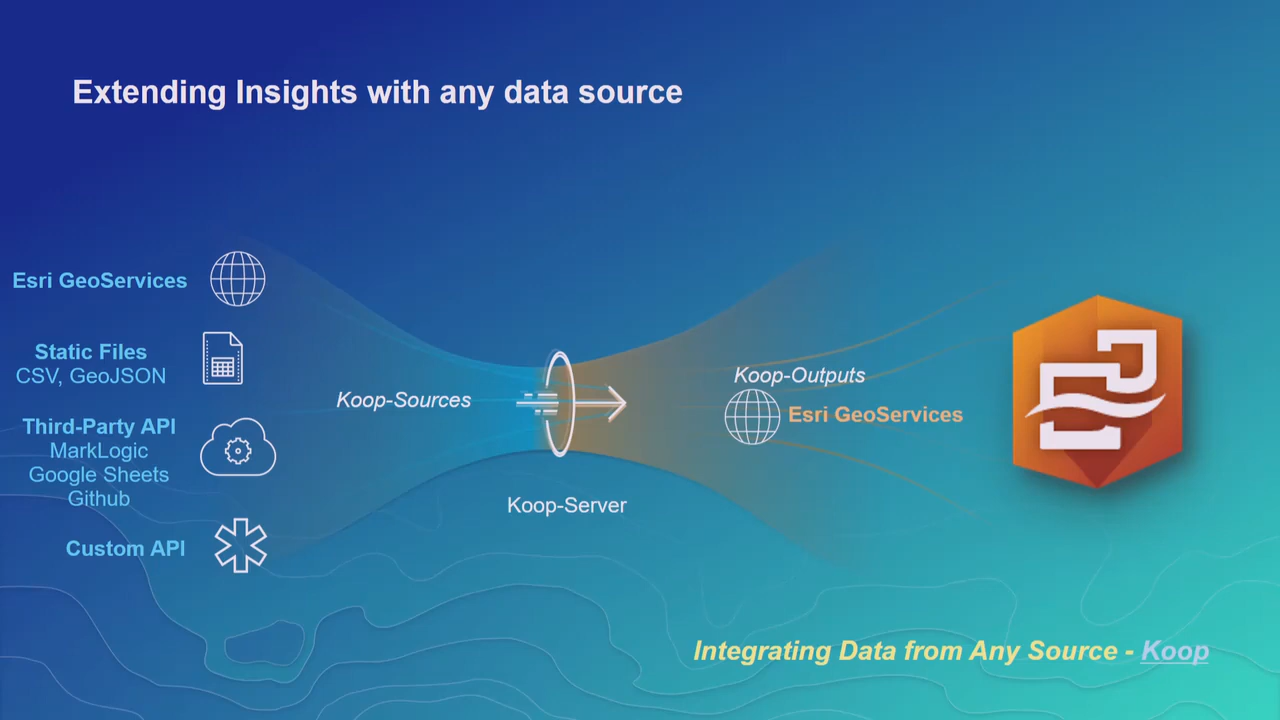 Extending Insights with any data source
Esri GeoServices
Static Files
CSV, GeoJSON
Third-Party API
MarkLogic
Google Sheets
Github
Custom API
Koop-Sources
Koop-Server
Koop-Outputs
Esri GeoServices
Integrating Data from Any Source - Koop